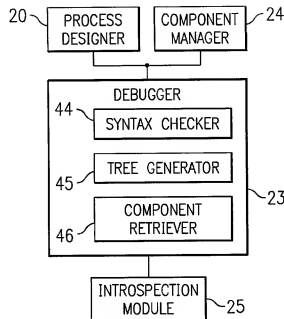 20
PROCESS
DESIGNER
COMPONENT
MANAGER
24
DEBUGGER
44
SYNTAX CHECKER
45
TREE GENERATOR
23
46
COMPONENT
RETRIEVER
INTROSPECTION
MODULE
25